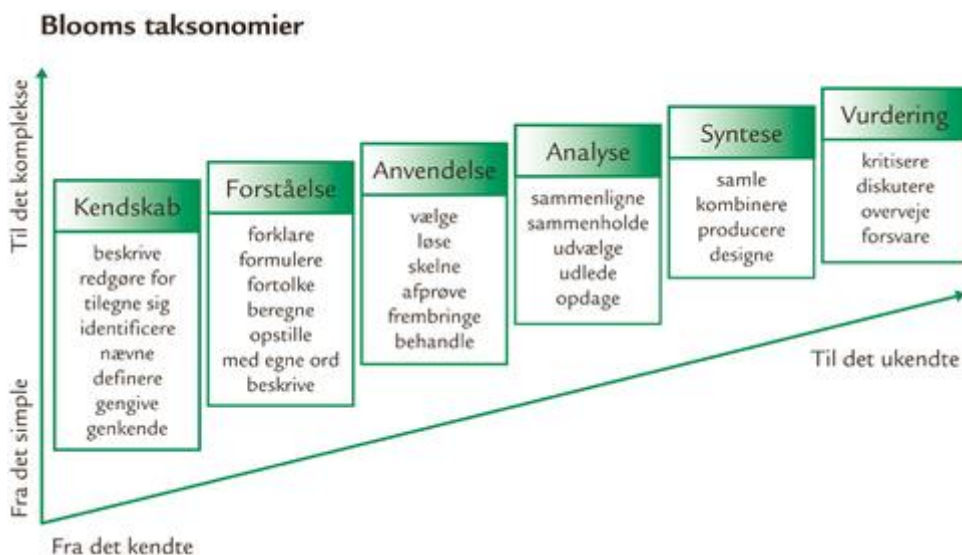 Blooms taksonomier
Til det komplekse
Fra det simple
Kendskab
beskrive
redgøre for
tilegne sig
identificere
nævne
definere
gengive
genkende
Forståelse
forklare
formulere
fortolke
beregne
opstille
med egne ord
beskrive
Anvendelse
vælge
løse
skelne
afprøve
frembringe
behandle
Analyse
sammenligne
sammenholde
udvælge
udlede
opdage
Syntese
samle
kombinere
producere
designe
Vurdering
kritisere
diskutere
overveje
forsvare
Til det ukendte
Fra det kendte